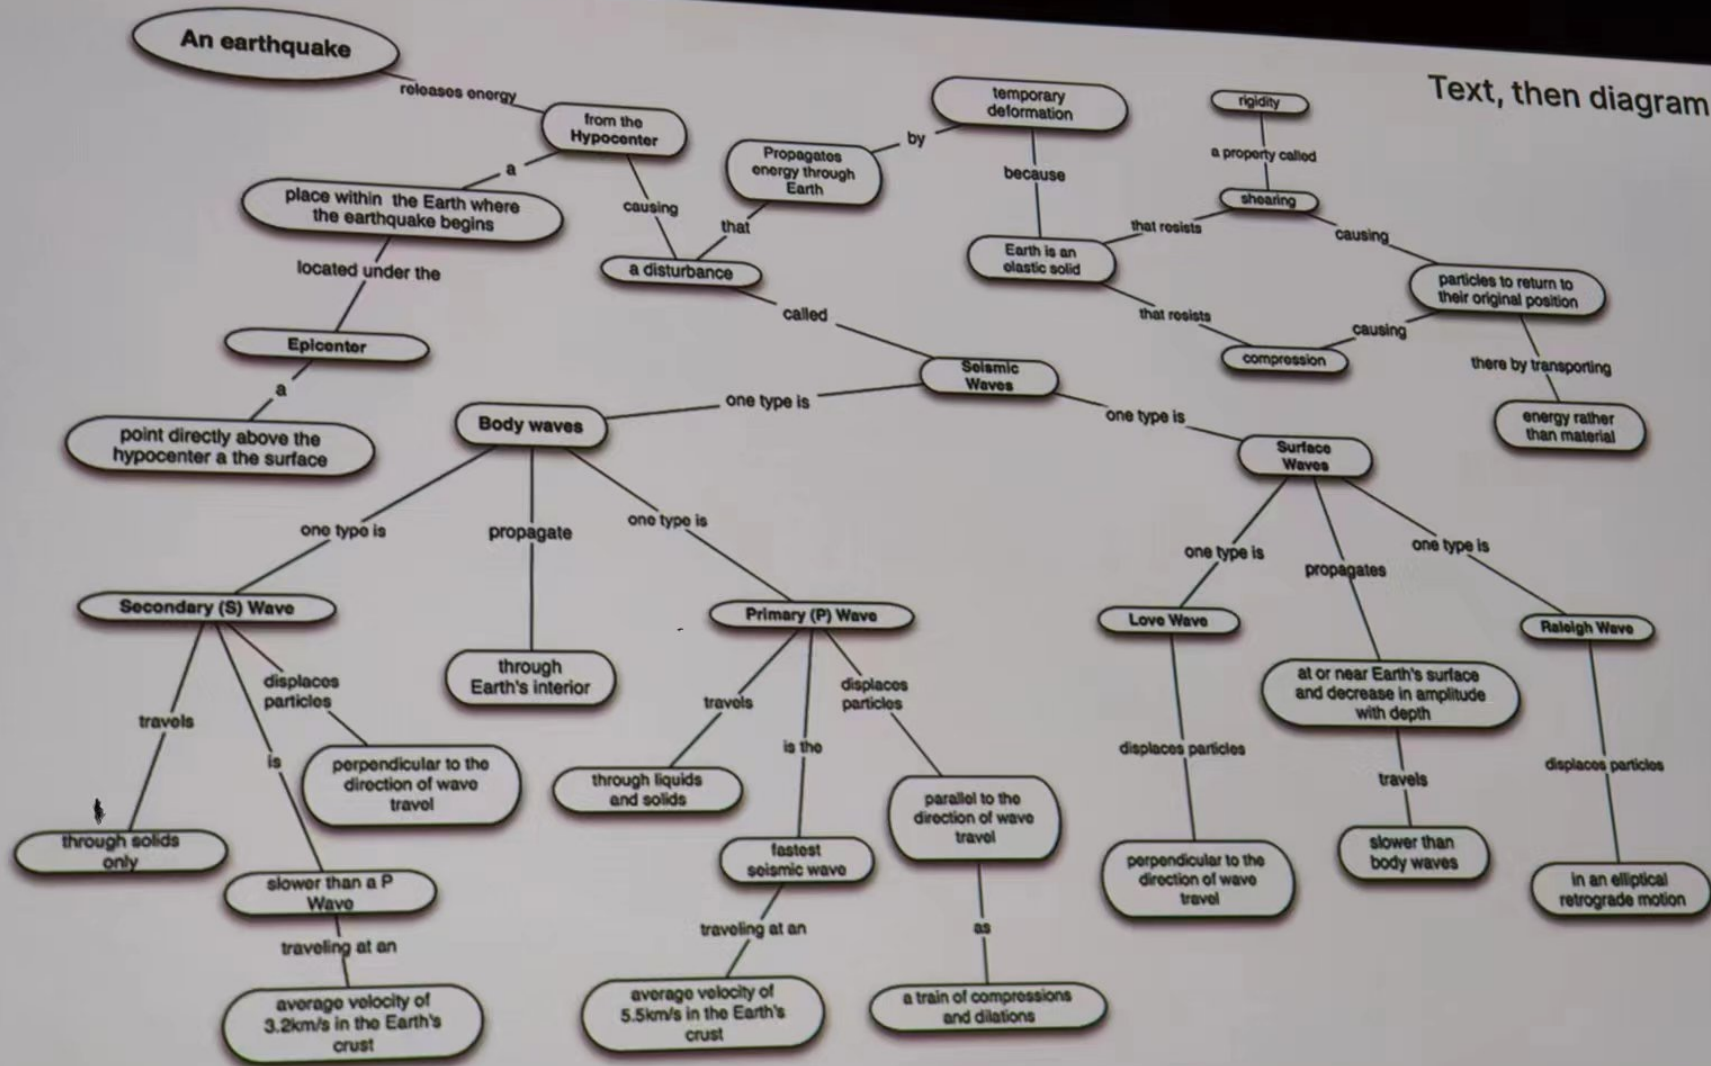 Text, then diagram
An earthquake
releases energy
from the
Hypocenter
a
place within the Earth where
the earthquake begins
located under the
Epicenter
a
point directly above the
hypocenter a the surface
causing
a disturbance
that
Propagates
energy through
Earth
by
temporary
deformation
because
Earth is an
elastic solid
that resists
shearing
a property called
rigidity
causing
particles to return to
their original position
that resists
compression
causing
there by transporting
energy rather
than material
called
Seismic
Waves
one type is
Body waves
one type is
Secondary (S) Wave
travels
through solids
only
is
slower than a P
Wave
traveling at an
average velocity of
3.2km/s in the Earth's
crust
displaces
particles
perpendicular to the
direction of wave
travel
propagate
through
Earth's interior
one type is
Primary (P) Wave
travels
through liquids
and solids
is the
fastest
seismic wave
traveling at an
average velocity of
5.5km/s in the Earth's
crust
displaces
particles
parallel to the
direction of wave
travel
as
a train of compressions
and dilations
one type is
Surface
Waves
one type is
Love Wave
displaces particles
perpendicular to the
direction of wave
travel
propagates
at or near Earth's surface
and decrease in amplitude
with depth
travels
slower than
body waves
one type is
Raleigh Wave
displaces particles
in an elliptical
retrograde motion